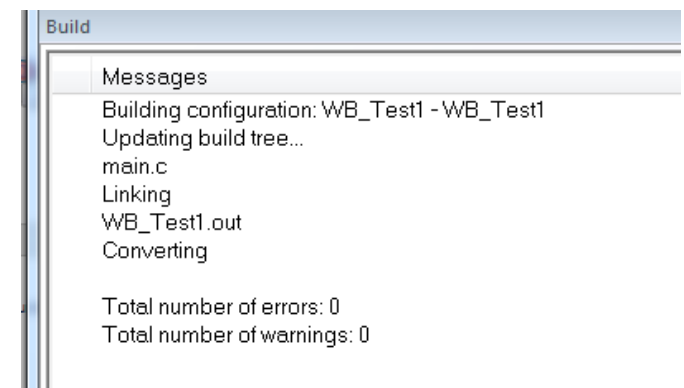 Build
Messages
Building configuration: WB_Test1 - WB_Test1
Updating build tree...
main.c
Linking
WB_Test1.out
Converting
Total number of errors: 0
Total number of warnings: 0